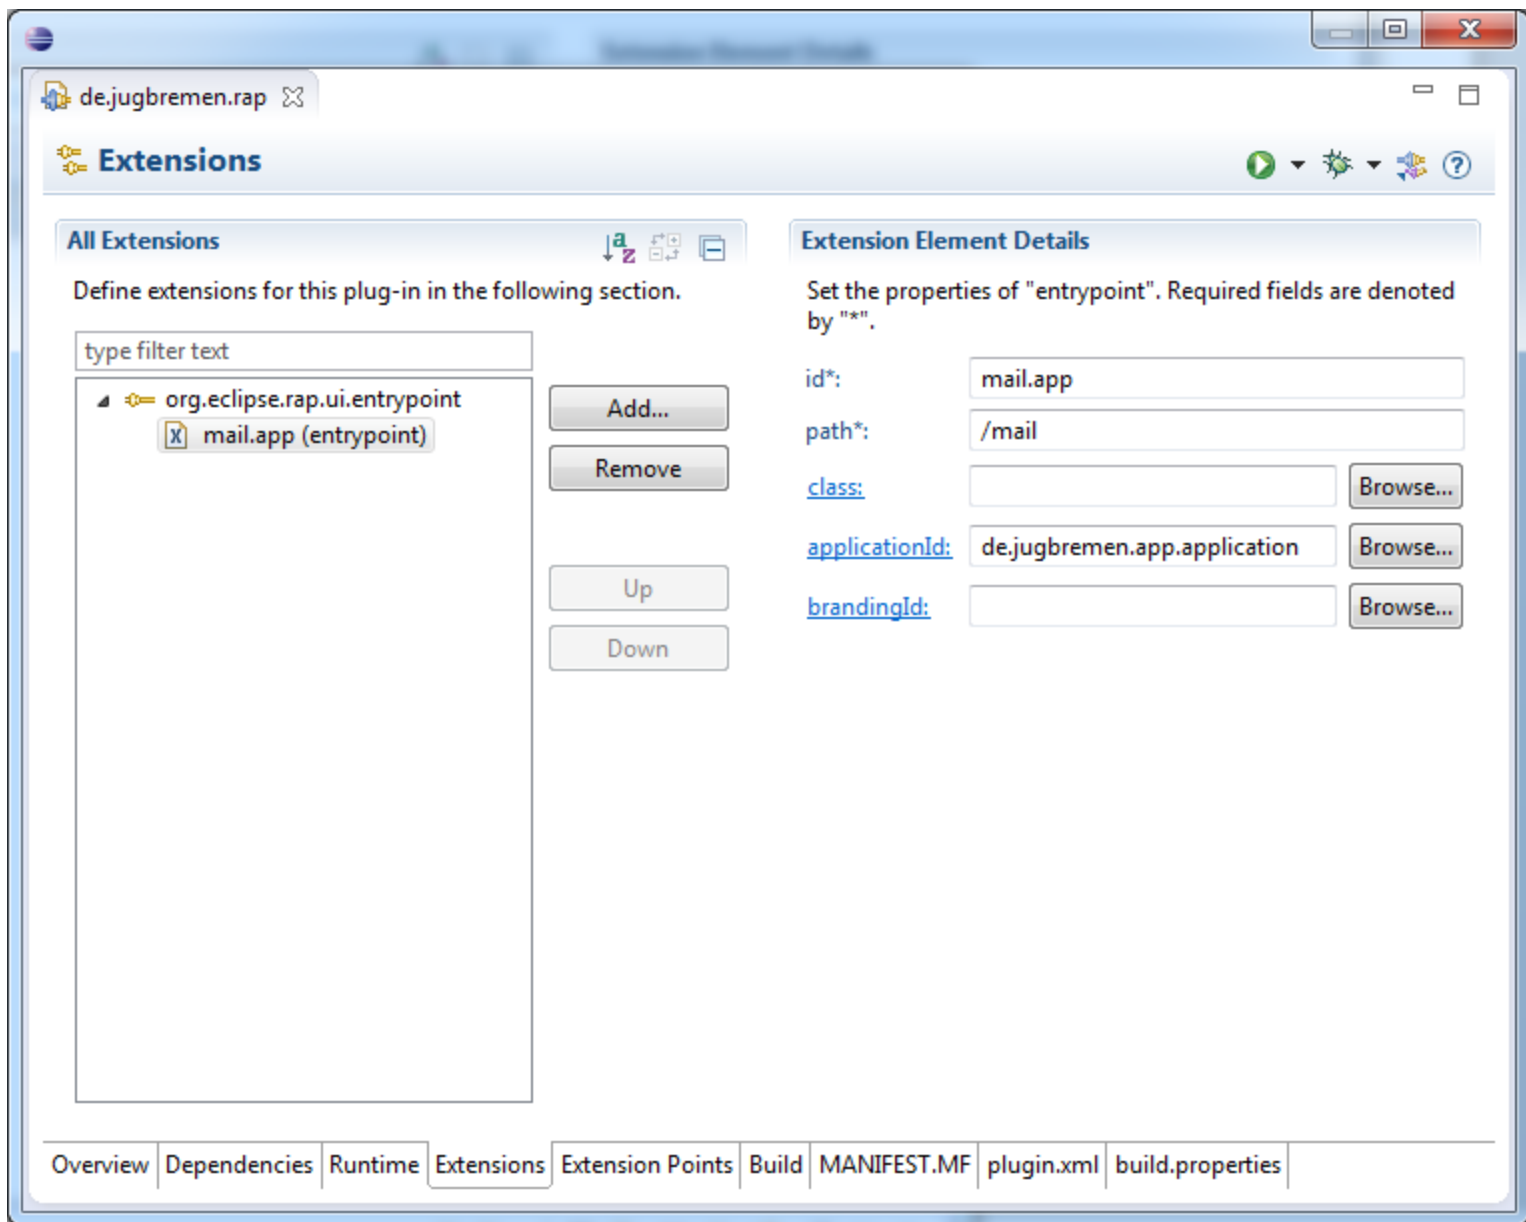 de.jugbremen.rap
Extensions
All Extensions
Define extensions for this plug-in in the following section.
type filter text
org.eclipse.rap.ui.entrypoint
mail.app (entrypoint)
Add...
Remove
Up
Down
Extension Element Details
Set the properties of "entrypoint". Required fields are denoted
by "*".
id*: mail.app
path*: /mail
class: Browse...
applicationId: de.jugbremen.app.application Browse...
brandingId: Browse...
Overview Dependencies Runtime Extensions Extension Points Build MANIFEST.MF plugin.xml build.properties